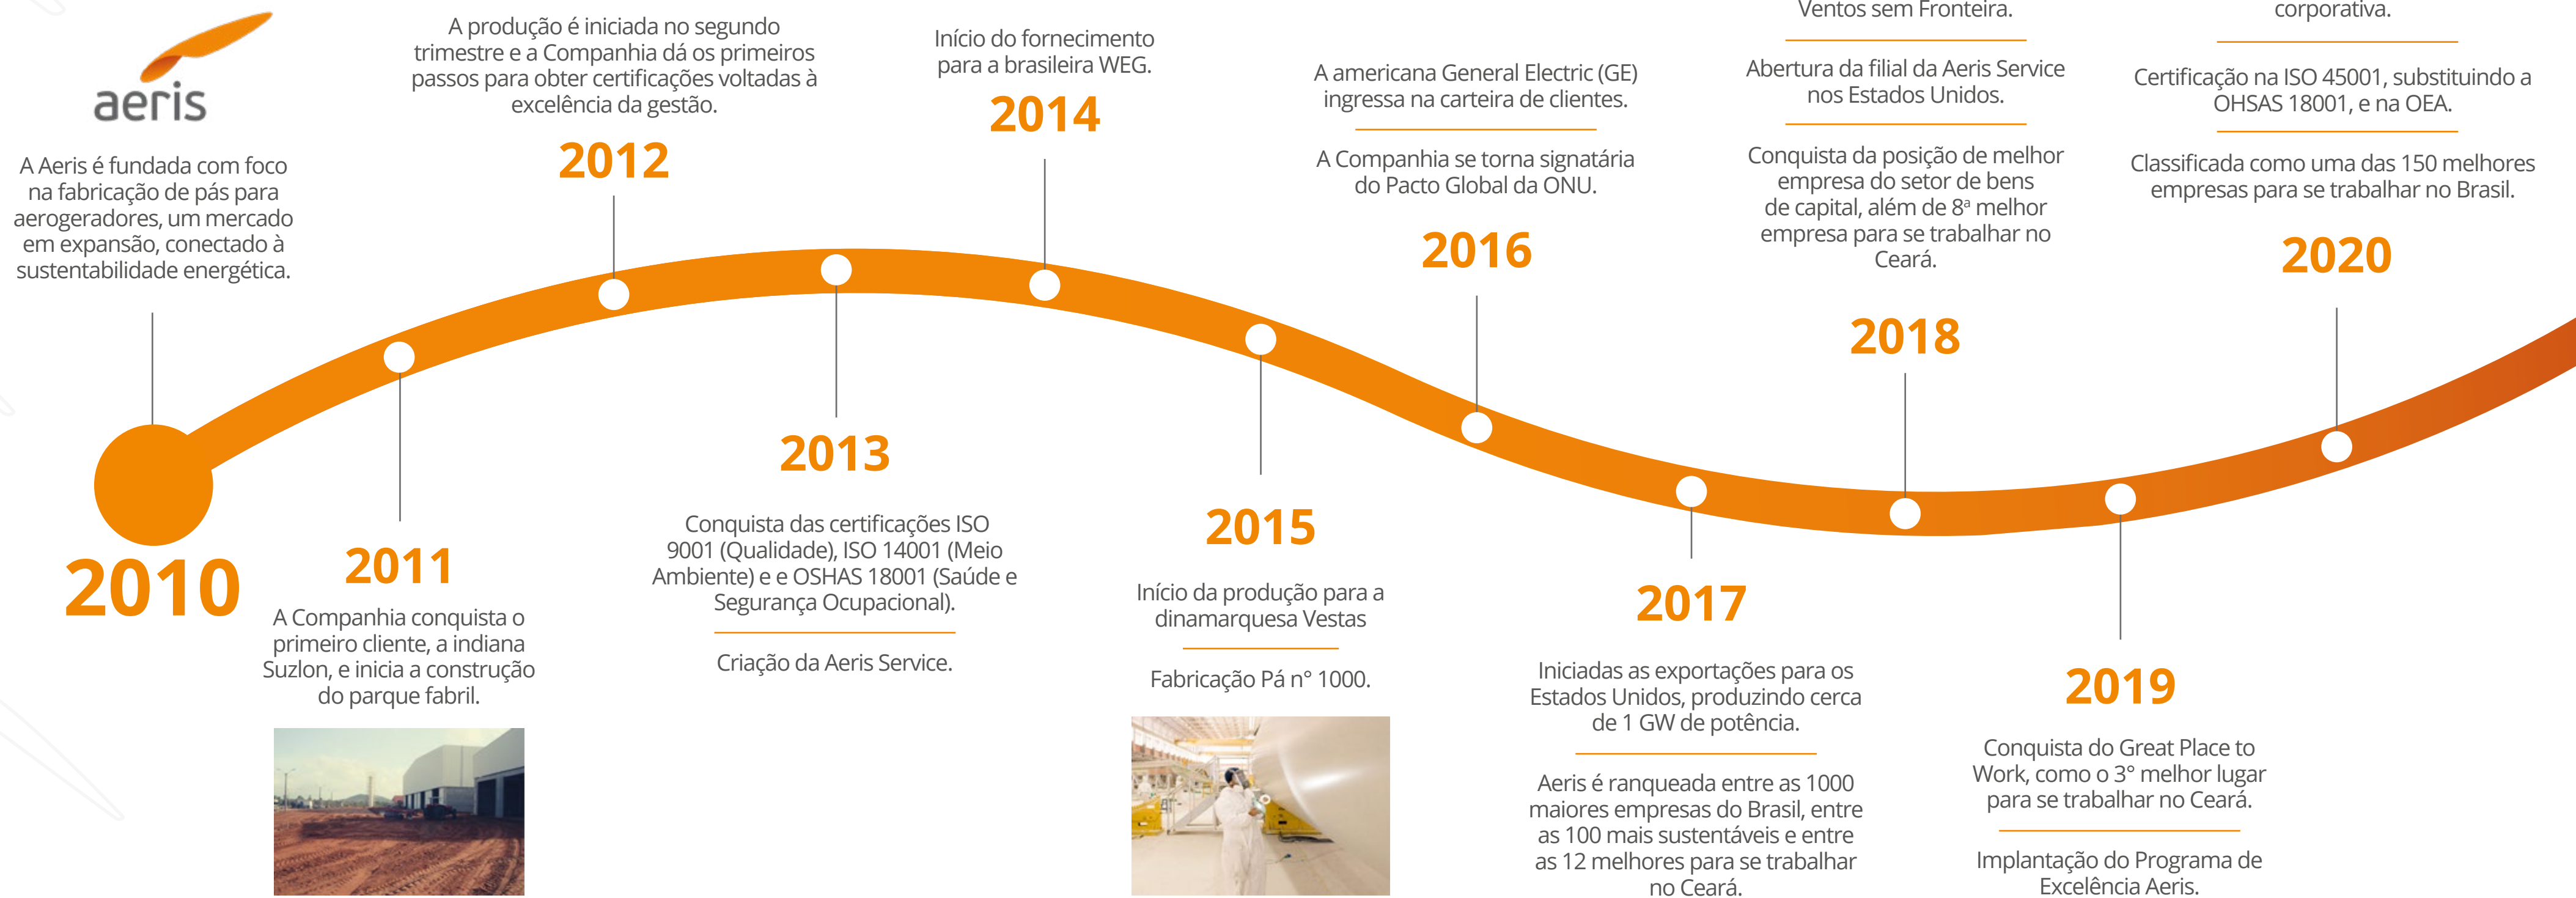 aeris
A Aeris é fundada com foco
na fabricação de pás para
aerogeradores, um mercado
em expansão, conectado à
sustentabilidade energética.
2010
2011
A Companhia conquista o
primeiro cliente, a indiana
Suzlon, e inicia a construção
do parque fabril.
A produção é iniciada no segundo
trimestre e a Companhia dá os primeiros
passos para obter certificações voltadas à
excelência da gestão.
2012
2013
Conquista das certificações ISO
9001 (Qualidade), ISO 14001 (Meio
Ambiente) e e OSHAS 18001 (Saúde e
Segurança Ocupacional).
Criação da Aeris Service.
Início do fornecimento
para a brasileira WEG.
2014
2015
Início da produção para a
dinamarquesa Vestas
Fabricação Pá n° 1000.
A americana General Electric (GE)
ingressa na carteira de clientes.
A Companhia se torna signatária
do Pacto Global da ONU.
2016
2017
Iniciadas as exportações para os
Estados Unidos, produzindo cerca
de 1 GW de potência.
Aeris é ranqueada entre as 1000
maiores empresas do Brasil, entre
as 100 mais sustentáveis e entre
as 12 melhores para se trabalhar
no Ceará.
Ventos sem Fronteira.
Abertura da filial da Aeris Service
nos Estados Unidos.
Conquista da posição de melhor
empresa do setor de bens
de capital, além de 8ª melhor
empresa para se trabalhar no
Ceará.
2018
2019
Conquista do Great Place to
Work, como o 3° melhor lugar
para se trabalhar no Ceará.
Implantação do Programa de
Excelência Aeris.
corporativa.
Certificação na ISO 45001, substituindo a
OHSAS 18001, e na OEA.
Classificada como uma das 150 melhores
empresas para se trabalhar no Brasil.
2020